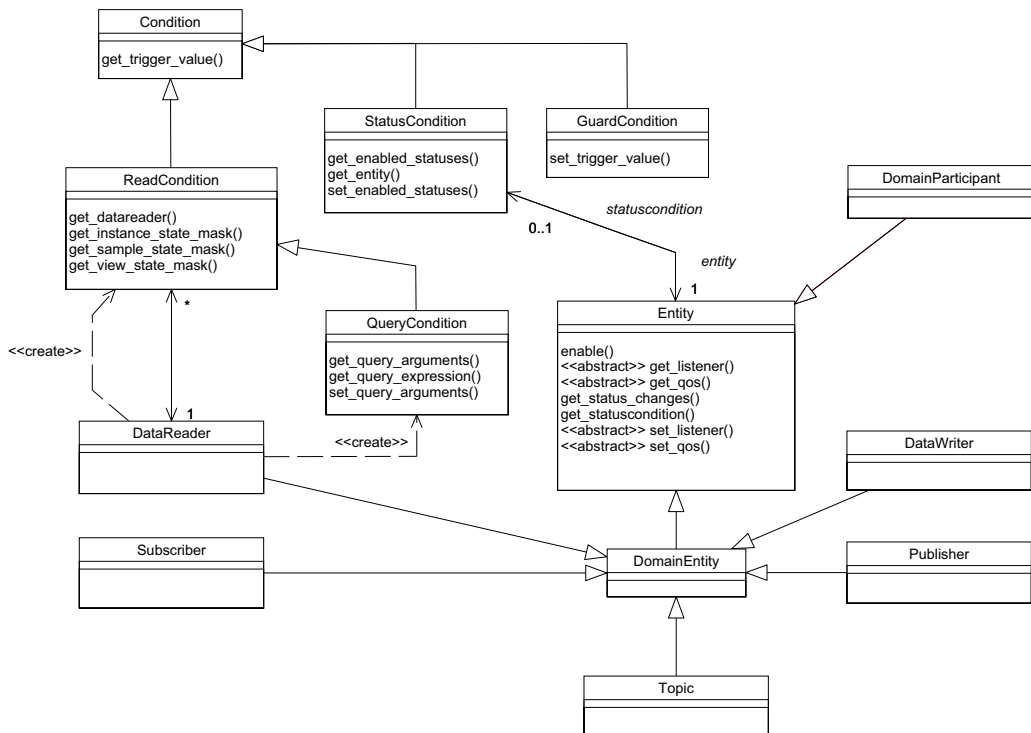 Condition
get_trigger_value()
StatusCondition
get_enabled_statuses()
get_entity()
set_enabled_statuses()
GuardCondition
set_trigger_value()
ReadCondition
get_datareader()
get_instance_state_mask()
get_sample_state_mask()
get_view_state_mask()
DomainParticipant
statuscondition
0..1
entity
1
*
<<create>>
QueryCondition
get_query_arguments()
get_query_expression()
set_query_arguments()
Entity
enable()
<<abstract>> get_listener()
<<abstract>> get_qos()
get_status_changes()
get_statuscondition()
<<abstract>> set_listener()
<<abstract>> set_qos()
1
DataReader
<<create>>
DataWriter
Subscriber
DomainEntity
Publisher
Topic